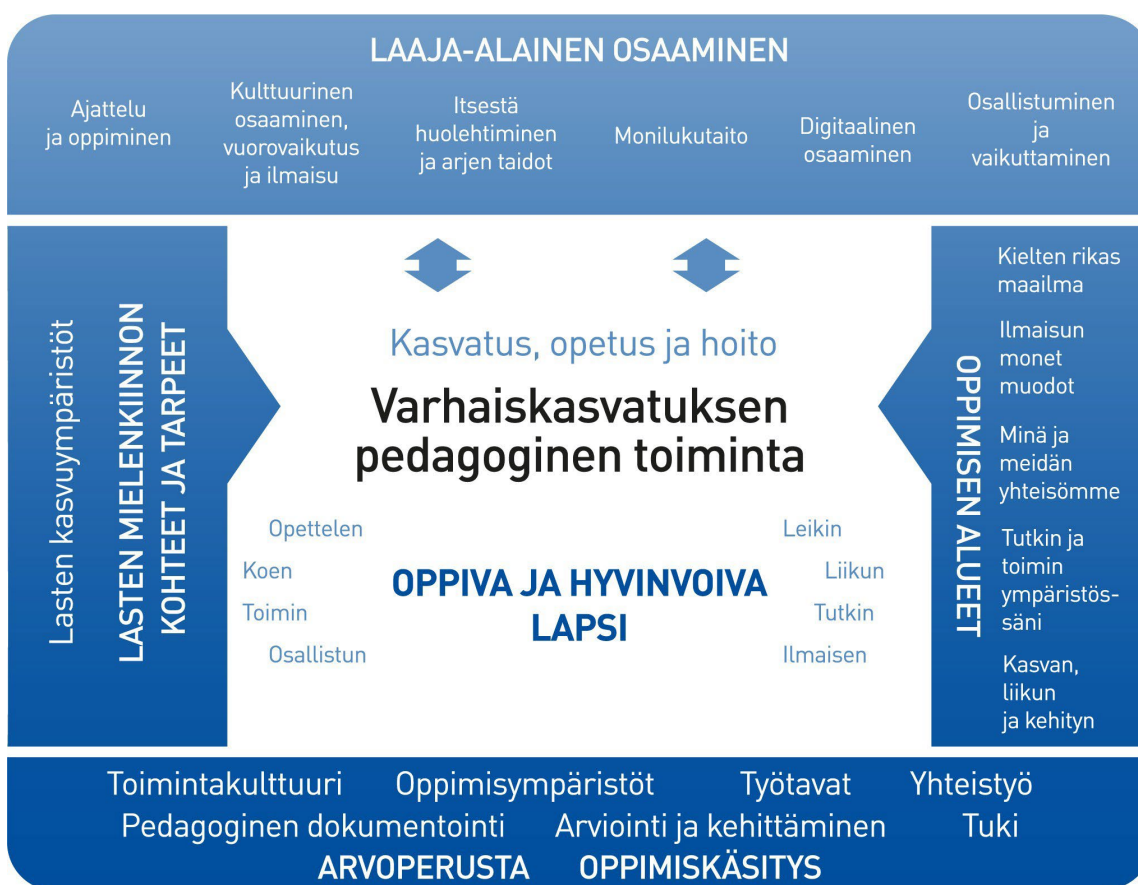 LAAJA-ALAINEN OSAAMINEN
Ajattelu
ja oppiminen
Kulttuurinen
osaaminen,
vuorovaikutus
ja ilmaisu
Itsestä
huolehtiminen
ja arjen taidot
Monilukutaito
Digitaalinen
osaaminen
Osallistuminen
ja
vaikuttaminen
Lasten kasvuympäristöt
LASTEN MIELENKIINNON
KOHTEET JA TARPEET
Kasvatus, opetus ja hoito
Varhaiskasvatuksen
pedagoginen toiminta
Opettelen
Koen
Toimin
Osallistun
OPPIVA JA HYVINVOIVA
LAPSI
Leikin
Liikun
Tutkin
Ilmaisen
OPPIMISEN ALUEET
Kielten rikas
maailma
Ilmaisun
monet
muodot
Minä ja
meidän
yhteisömme
Tutkin ja
toimin
ympäristös-
säni
Kasvan,
liikun
ja kehityn
Toimintakulttuuri Oppimisympäristöt Työtavat Yhteistyö
Pedagoginen dokumentointi Arviointi ja kehittäminen Tuki
ARVOPERUSTA OPPIMISKÄSITYS